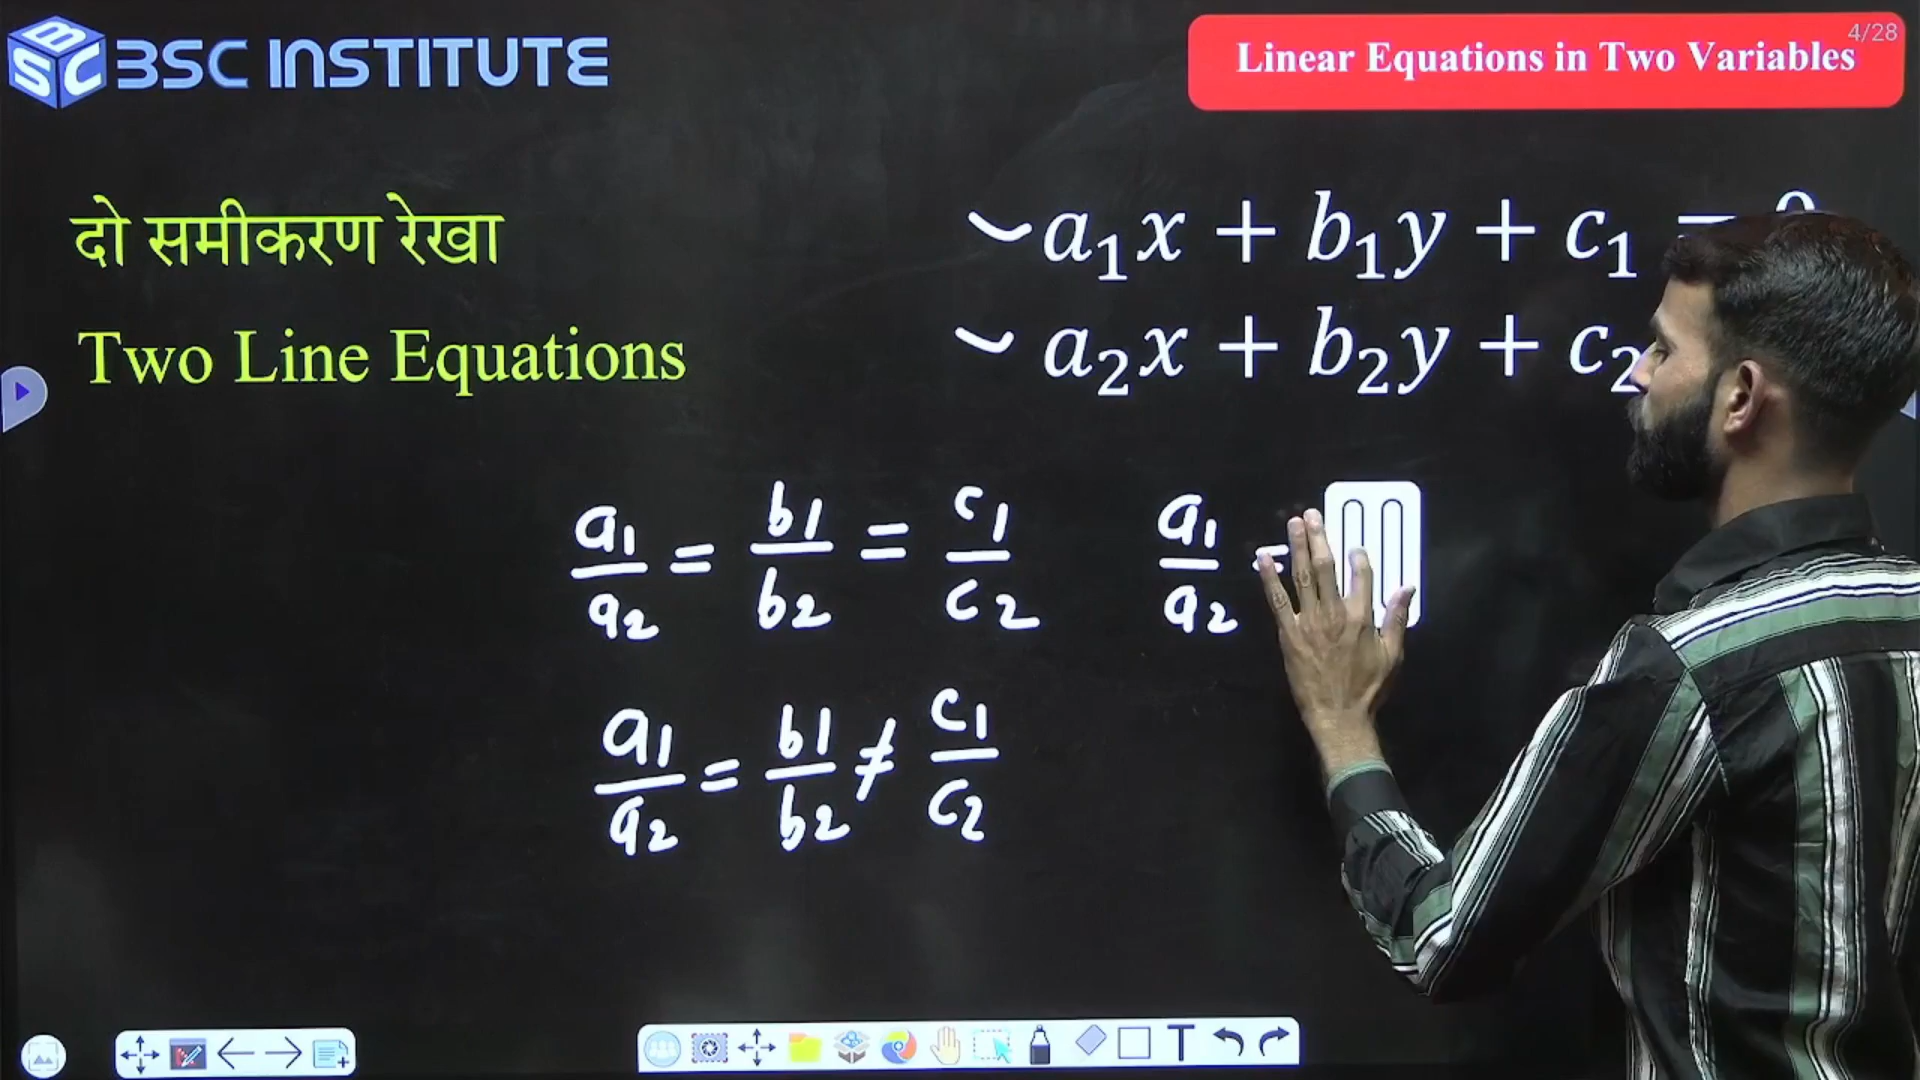 BSC INSTITUTE
4/28
Linear Equations in Two Variables
दो समीकरण रेखा
a₁x + b₁y + c₁ =
Two Line Equations
a₂x + b₂y + c₂
a1/a2 = b1/b2 = c1/c2
a1/a2 =
a1/a2 = b1/b2 ≠ c1/c2
T